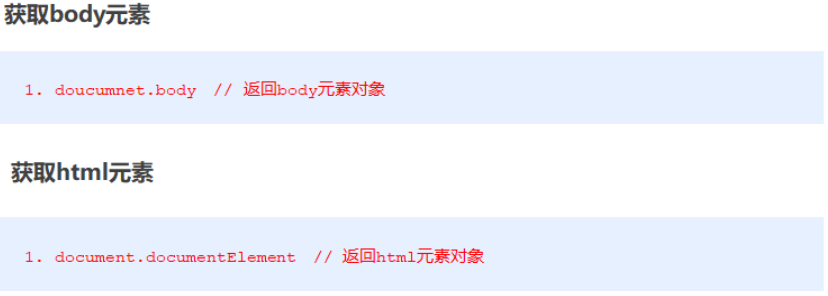 获取body元素
1. doucumnet.body // 返回body元素对象
获取html元素
1. document.documentElement // 返回html元素对象